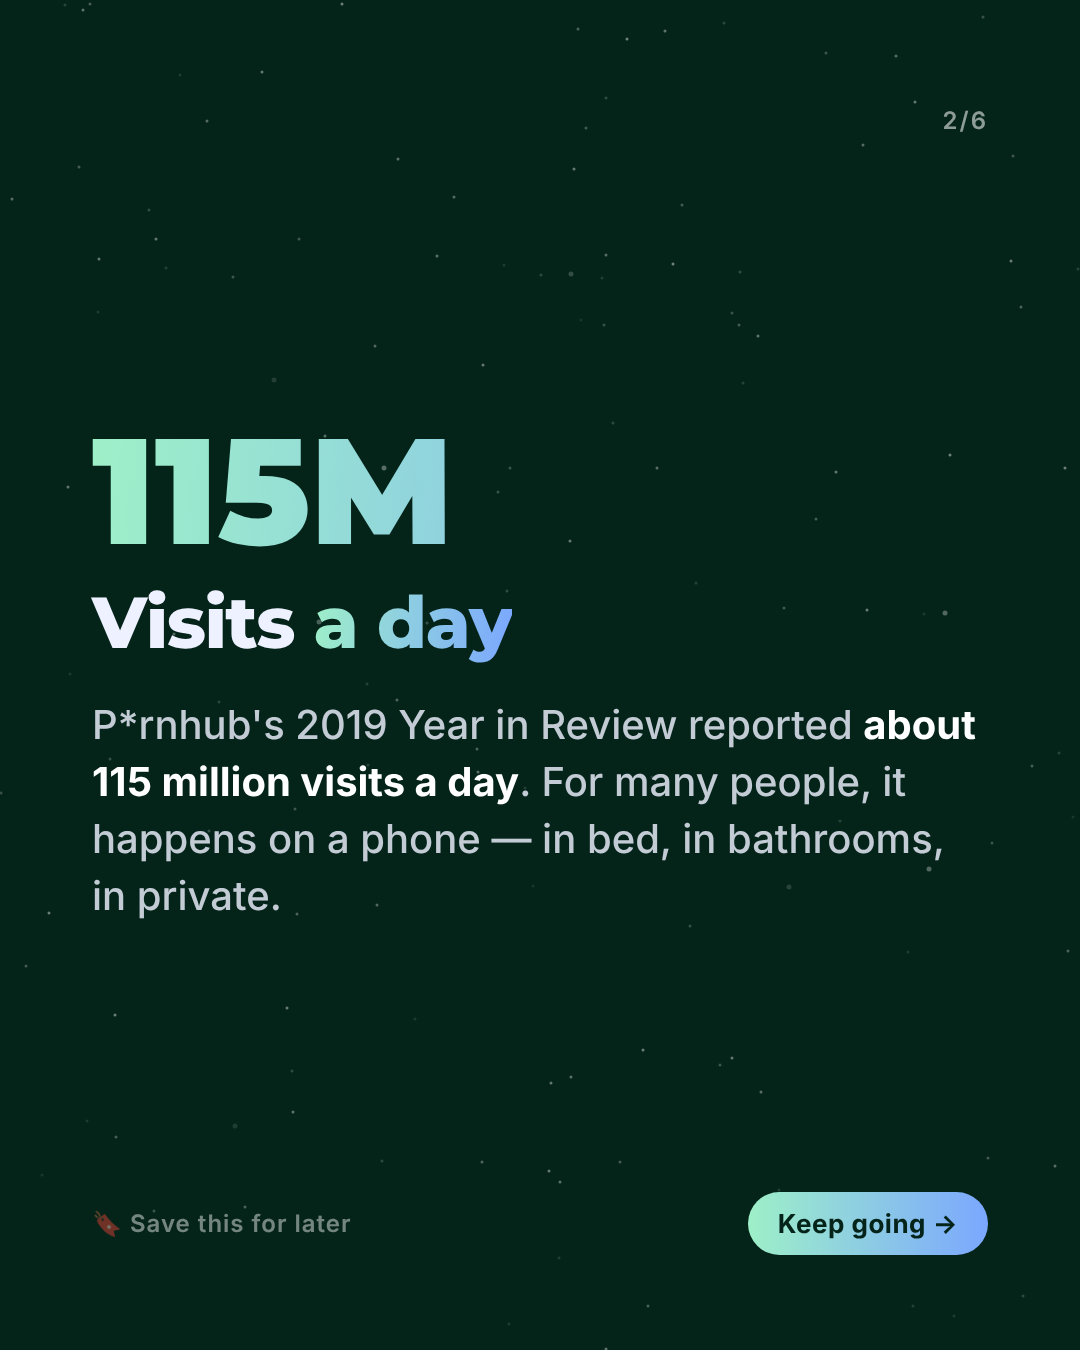 2/6
115M
Visits a day
P*rnhub's 2019 Year in Review reported about
115 million visits a day. For many people, it
happens on a phone — in bed, in bathrooms,
in private.
🔖 Save this for later
Keep going →